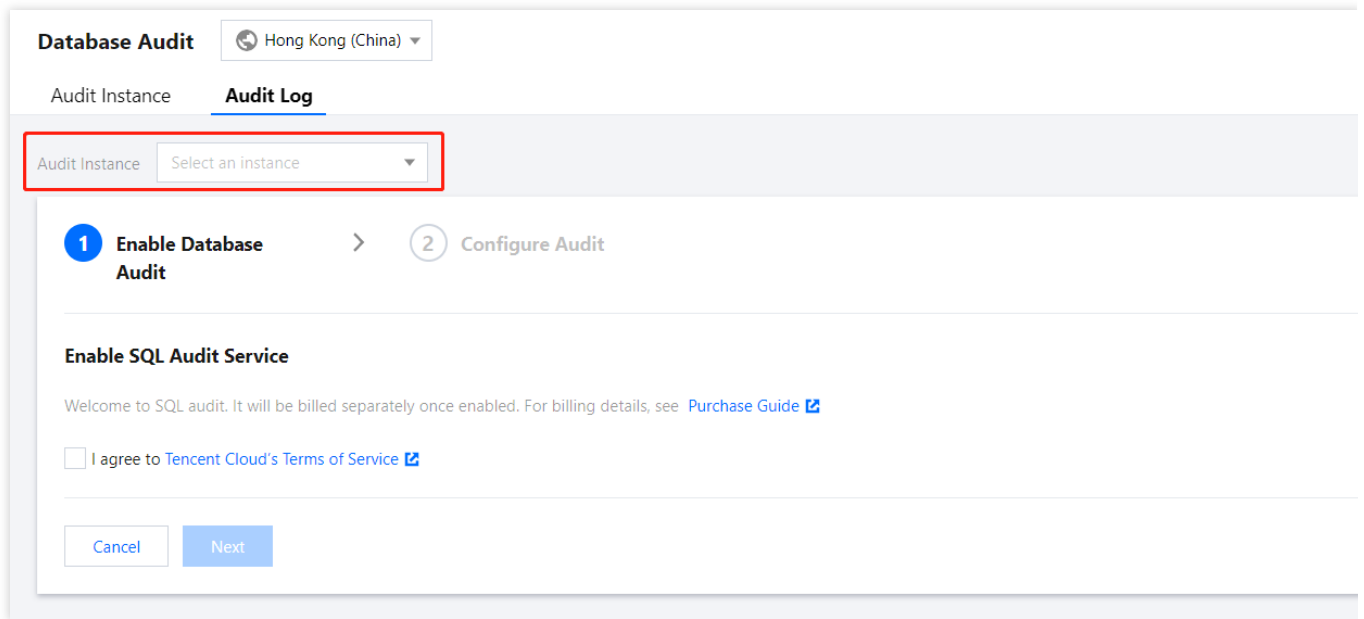 Database Audit Hong Kong (China)
Audit Instance Audit Log
Audit Instance Select an instance
1 Enable Database Audit 2 Configure Audit
Enable SQL Audit Service
Welcome to SQL audit. It will be billed separately once enabled. For billing details, see Purchase Guide
I agree to Tencent Cloud's Terms of Service
Cancel Next